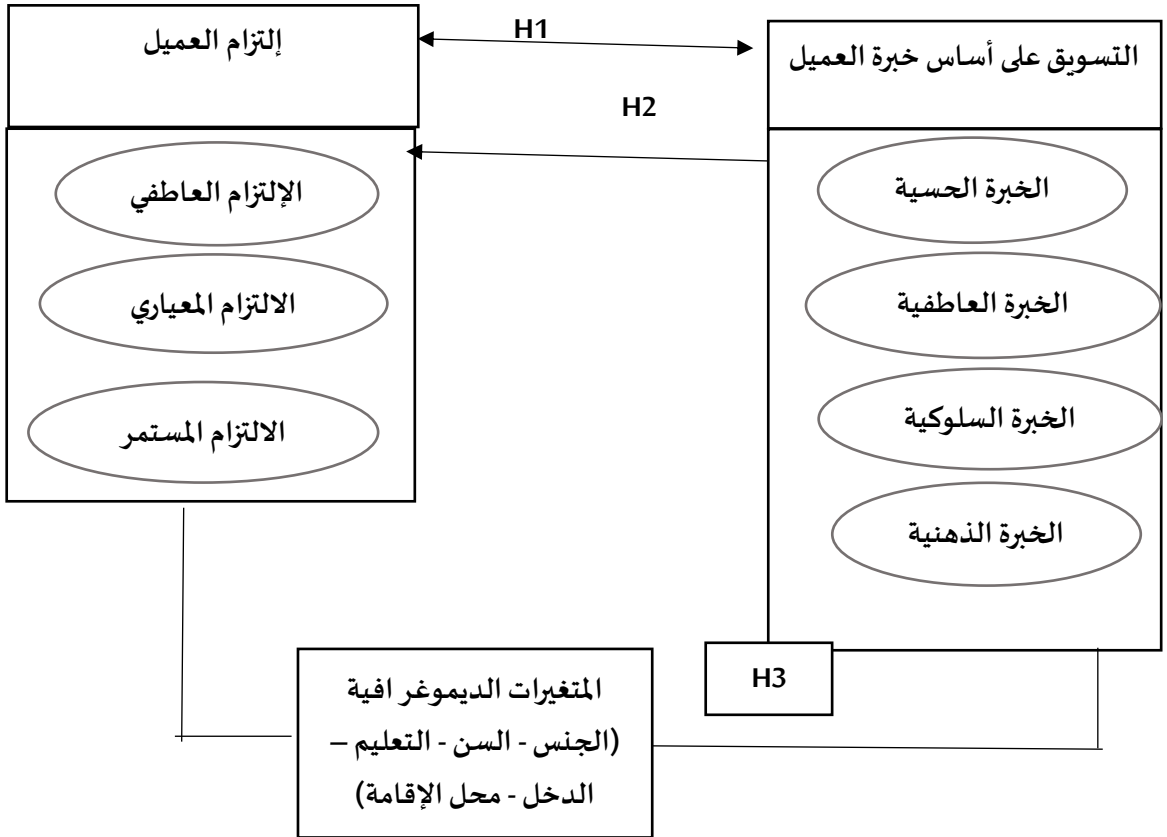 التسويق على أساس خبرة العميل
H1
إلتزام العميل
H2
الخبرة الحسية
الخبرة العاطفية
الخبرة السلوكية
الخبرة الذهنية
الإلتزام العاطفي
الالتزام المعياري
الالتزام المستمر
H3
المتغيرات الديموغر افية
(الجنس - السن - التعليم –
الدخل - محل الإقامة)